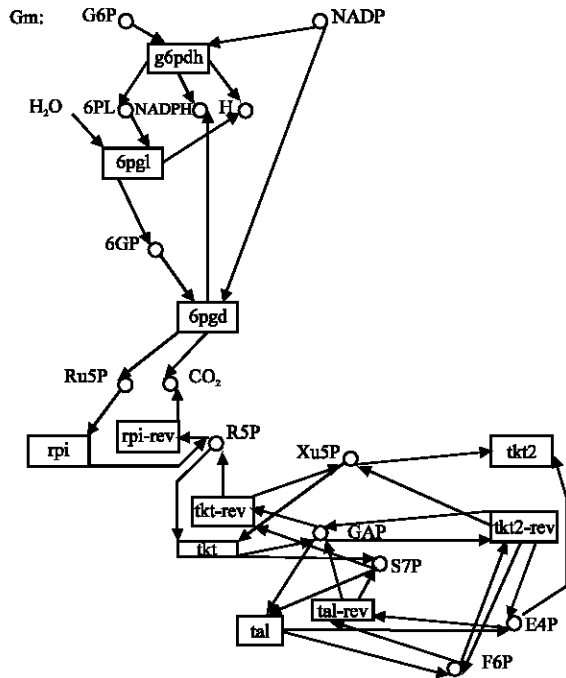 Gm:
G6P
NADP
g6pdh
H₂O
6PL
NADPH
H
6pgl
6GP
6pgd
Ru5P
CO₂
rpi
rpi-rev
R5P
Xu5P
tkt2
tkt-rev
GAP
tkt2-rev
tkt
S7P
tal-rev
tal
E4P
F6P